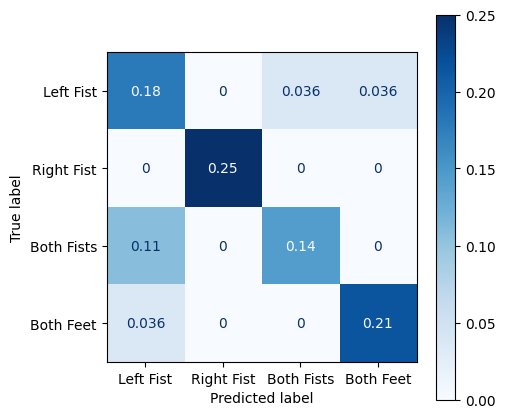 0.25
Left Fist 0.18 0 0.036 0.036
0.20
Right Fist 0 0.25 0 0
0.15
True label
0.10
Both Fists 0.11 0 0.14 0
0.05
Both Feet 0.036 0 0 0.21
0.00
Left Fist Right Fist Both Fists Both Feet
Predicted label